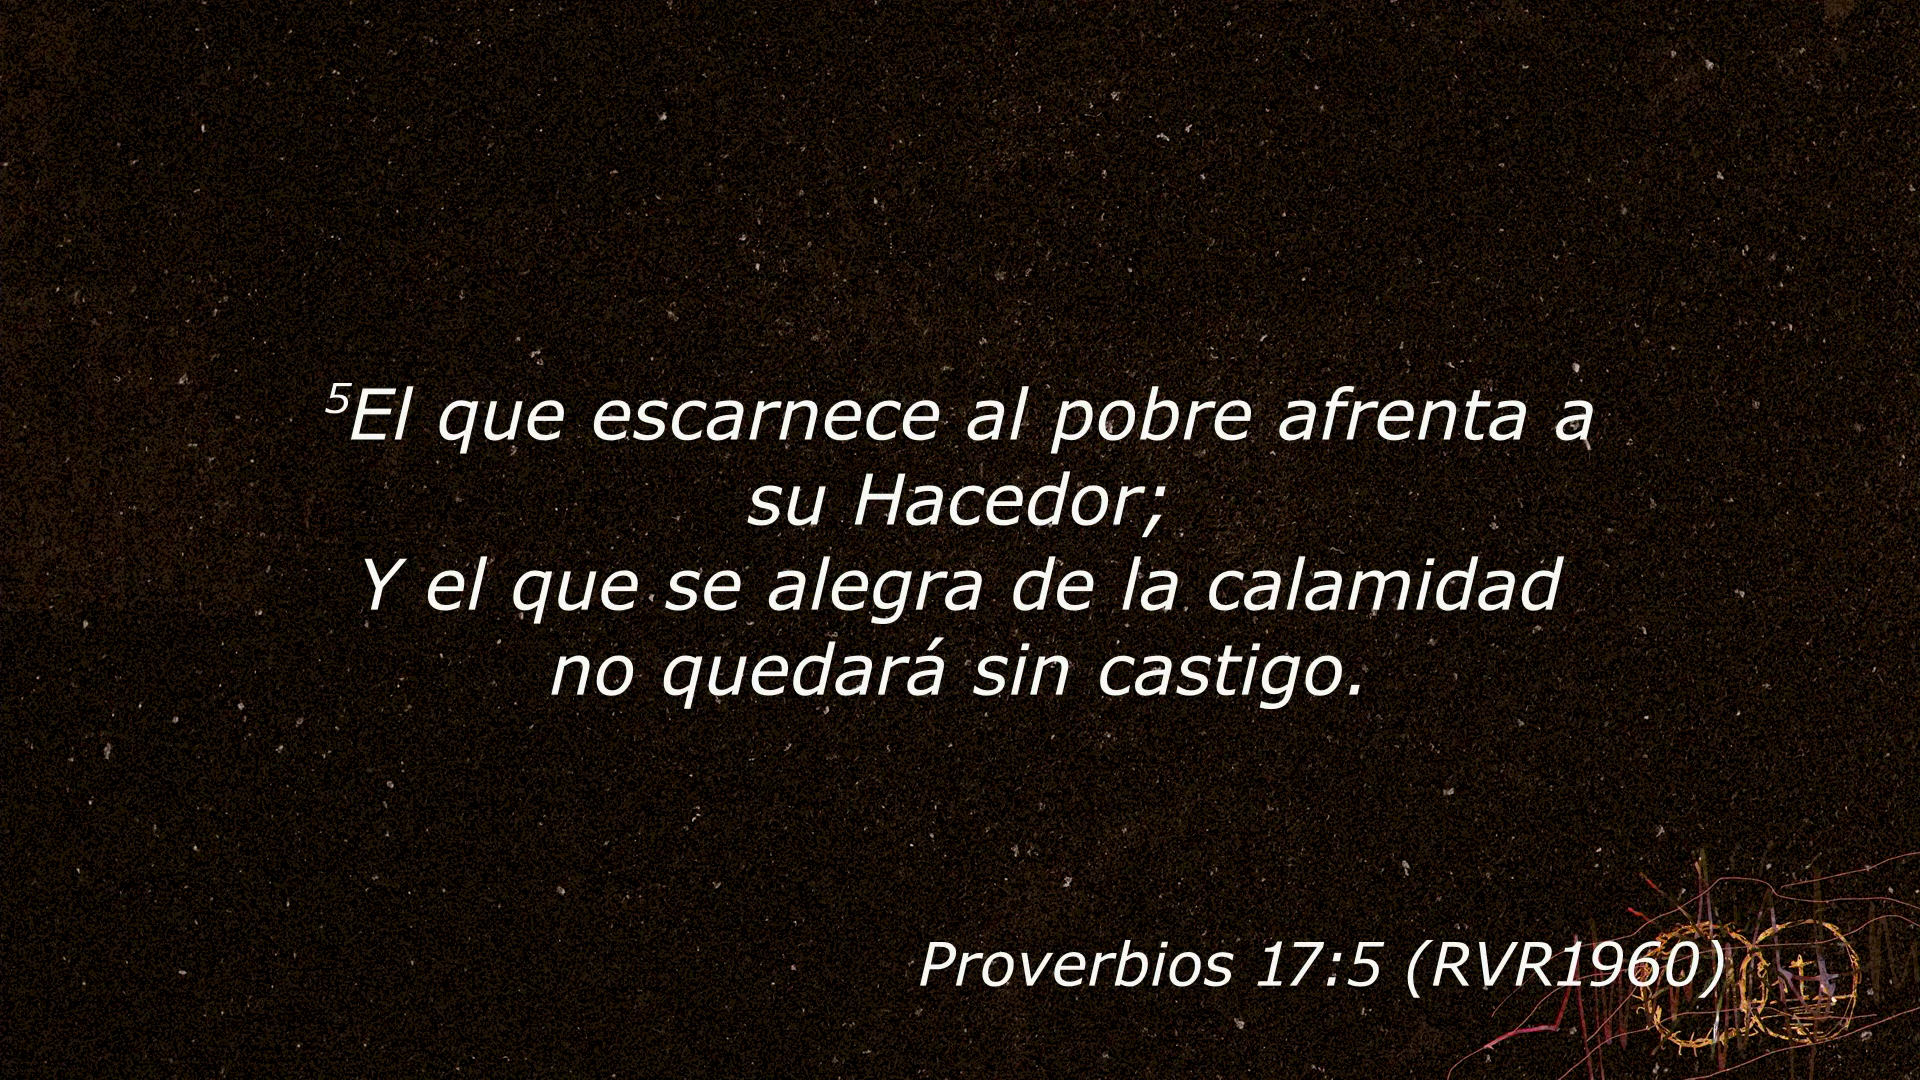 ⁵El que escarnece al pobre afrenta a
su Hacedor;
Y el que se alegra de la calamidad
no quedará sin castigo.
Proverbios 17:5 (RVR1960)